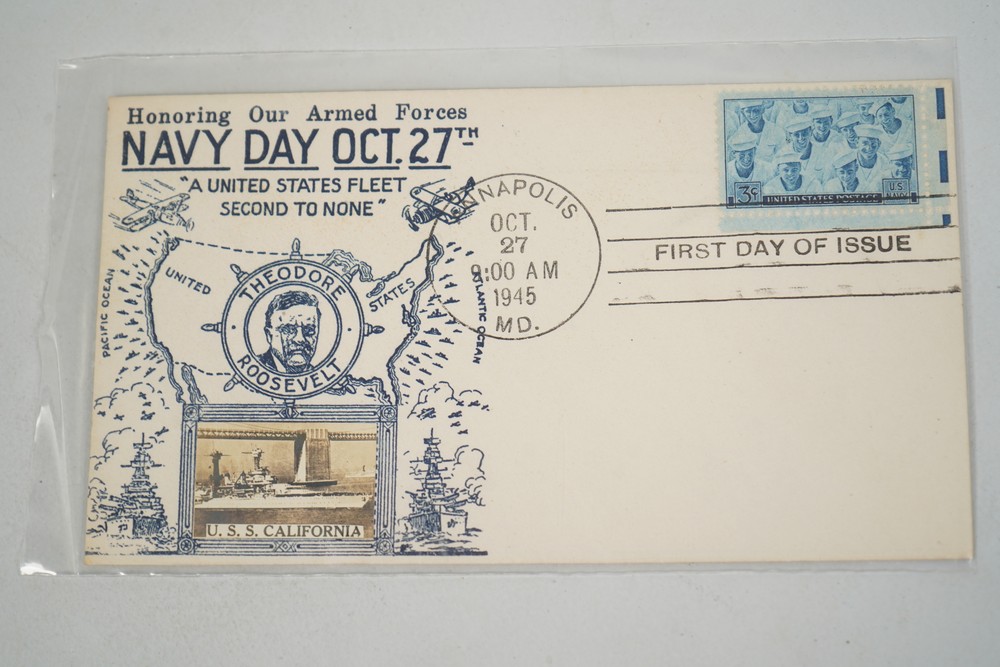 Honoring Our Armed Forces
NAVY DAY OCT. 27TH
"A UNITED STATES FLEET
SECOND TO NONE"
PACIFIC OCEAN
UNITED
STATES
ATLANTIC OCEAN
THEODORE
ROOSEVELT
U. S. S. CALIFORNIA
ANNAPOLIS
OCT.
27
9:00 AM
1945
MD.
3¢
UNITED STATES POSTAGE
U.S.
NAVY
FIRST DAY OF ISSUE